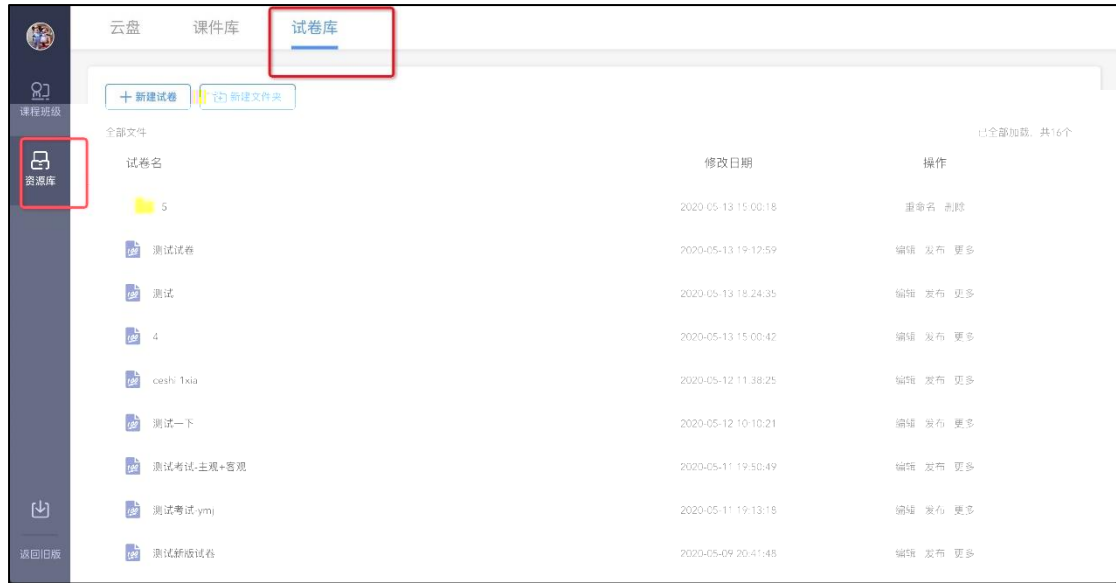 云盘 课件库 试卷库
课程班级
资源库
返回旧版
新建试卷 新建文件夹
全部文件 已全部加载，共16个
试卷名 修改日期 操作
5 2020-05-13 15:00:18 重命名 删除
测试试卷 2020-05-13 19:12:59 编辑 发布 更多
测试 2020-05-13 18:24:35 编辑 发布 更多
4 2020-05-13 15:00:42 编辑 发布 更多
ceshi 1xia 2020-05-12 11:38:25 编辑 发布 更多
测试一下 2020-05-12 10:10:21 编辑 发布 更多
测试考试-主观+客观 2020-05-11 19:50:49 编辑 发布 更多
测试考试-ymj 2020-05-11 19:13:18 编辑 发布 更多
测试新版试卷 2020-05-09 20:41:45 编辑 发布 更多